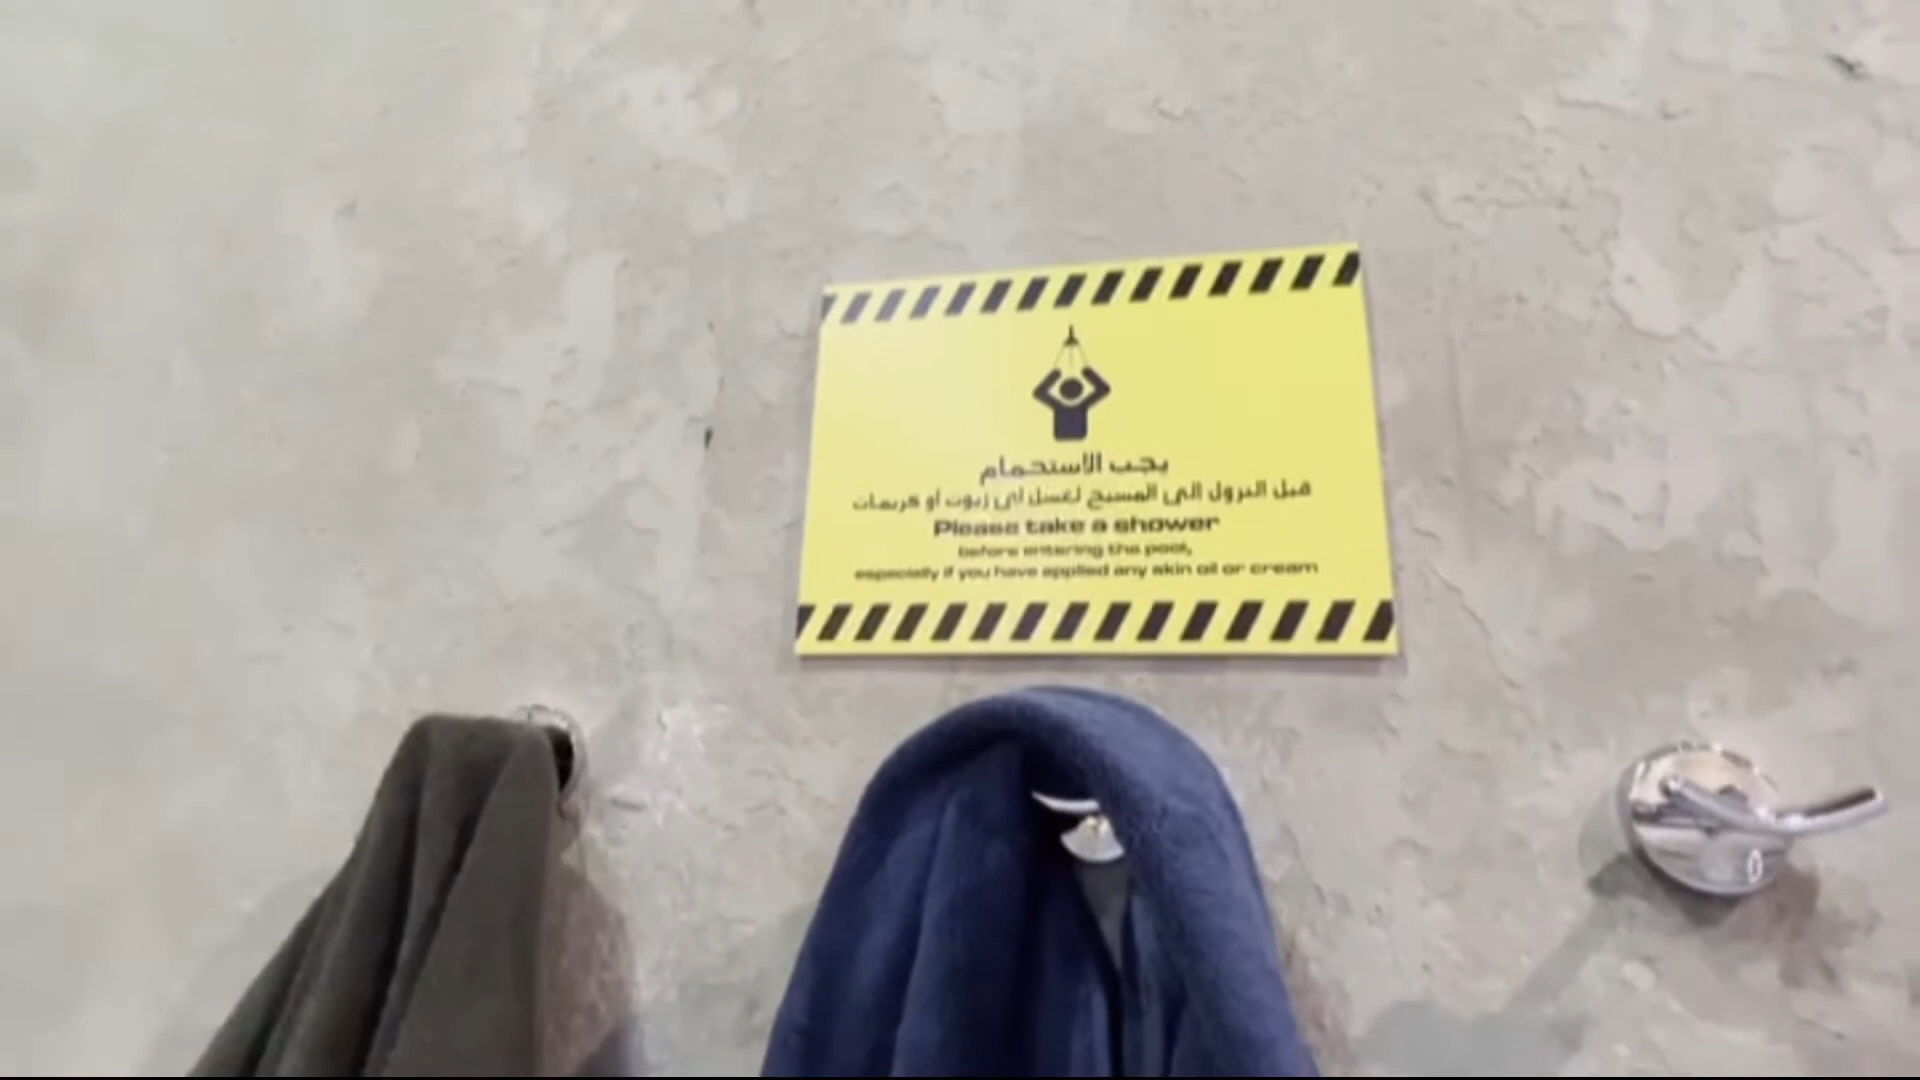 يجب الاستحمام
قبل النزول الى المسبح لغسل أي زيوت أو كريمات
Please take a shower
before entering the pool,
especially if you have applied any skin oil or cream